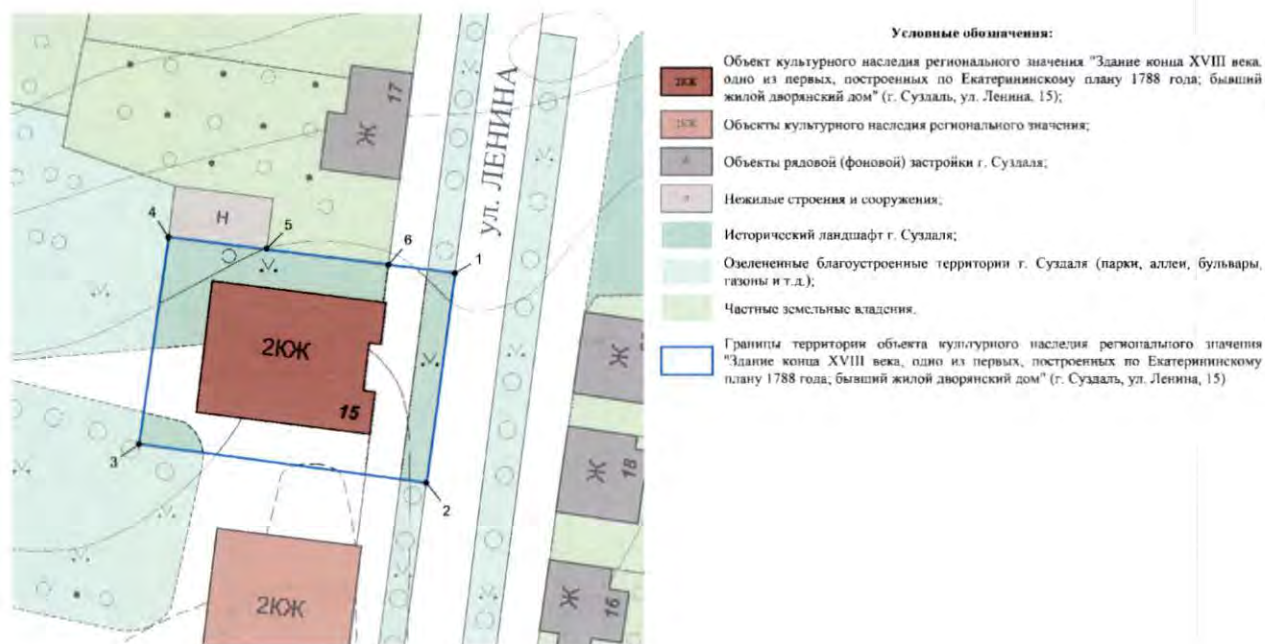 17
Ж
ул. ЛЕНИНА
4
Н
5
6
1
2КЖ
15
Ж
3
2
Ж
18
2КЖ
Ж
16
Условные обозначения:
2КЖ
Объект культурного наследия регионального значения "Здание конца XVIII века,
одно из первых, построенных по Екатерининскому плану 1788 года; бывший
жилой дворянский дом" (г. Суздаль, ул. Ленина, 15);
2КЖ
Объекты культурного наследия регионального значения;
Объекты рядовой (фоновой) застройки г. Суздаля;
Нежилые строения и сооружения;
Исторический ландшафт г. Суздаля;
Озелененные благоустроенные территории г. Суздаля (парки, аллеи, бульвары,
газоны и т.д.);
Частные земельные владения.
Границы территории объекта культурного наследия регионального значения
"Здание конца XVIII века, одно из первых, построенных по Екатерининскому
плану 1788 года; бывший жилой дворянский дом" (г. Суздаль, ул. Ленина, 15)